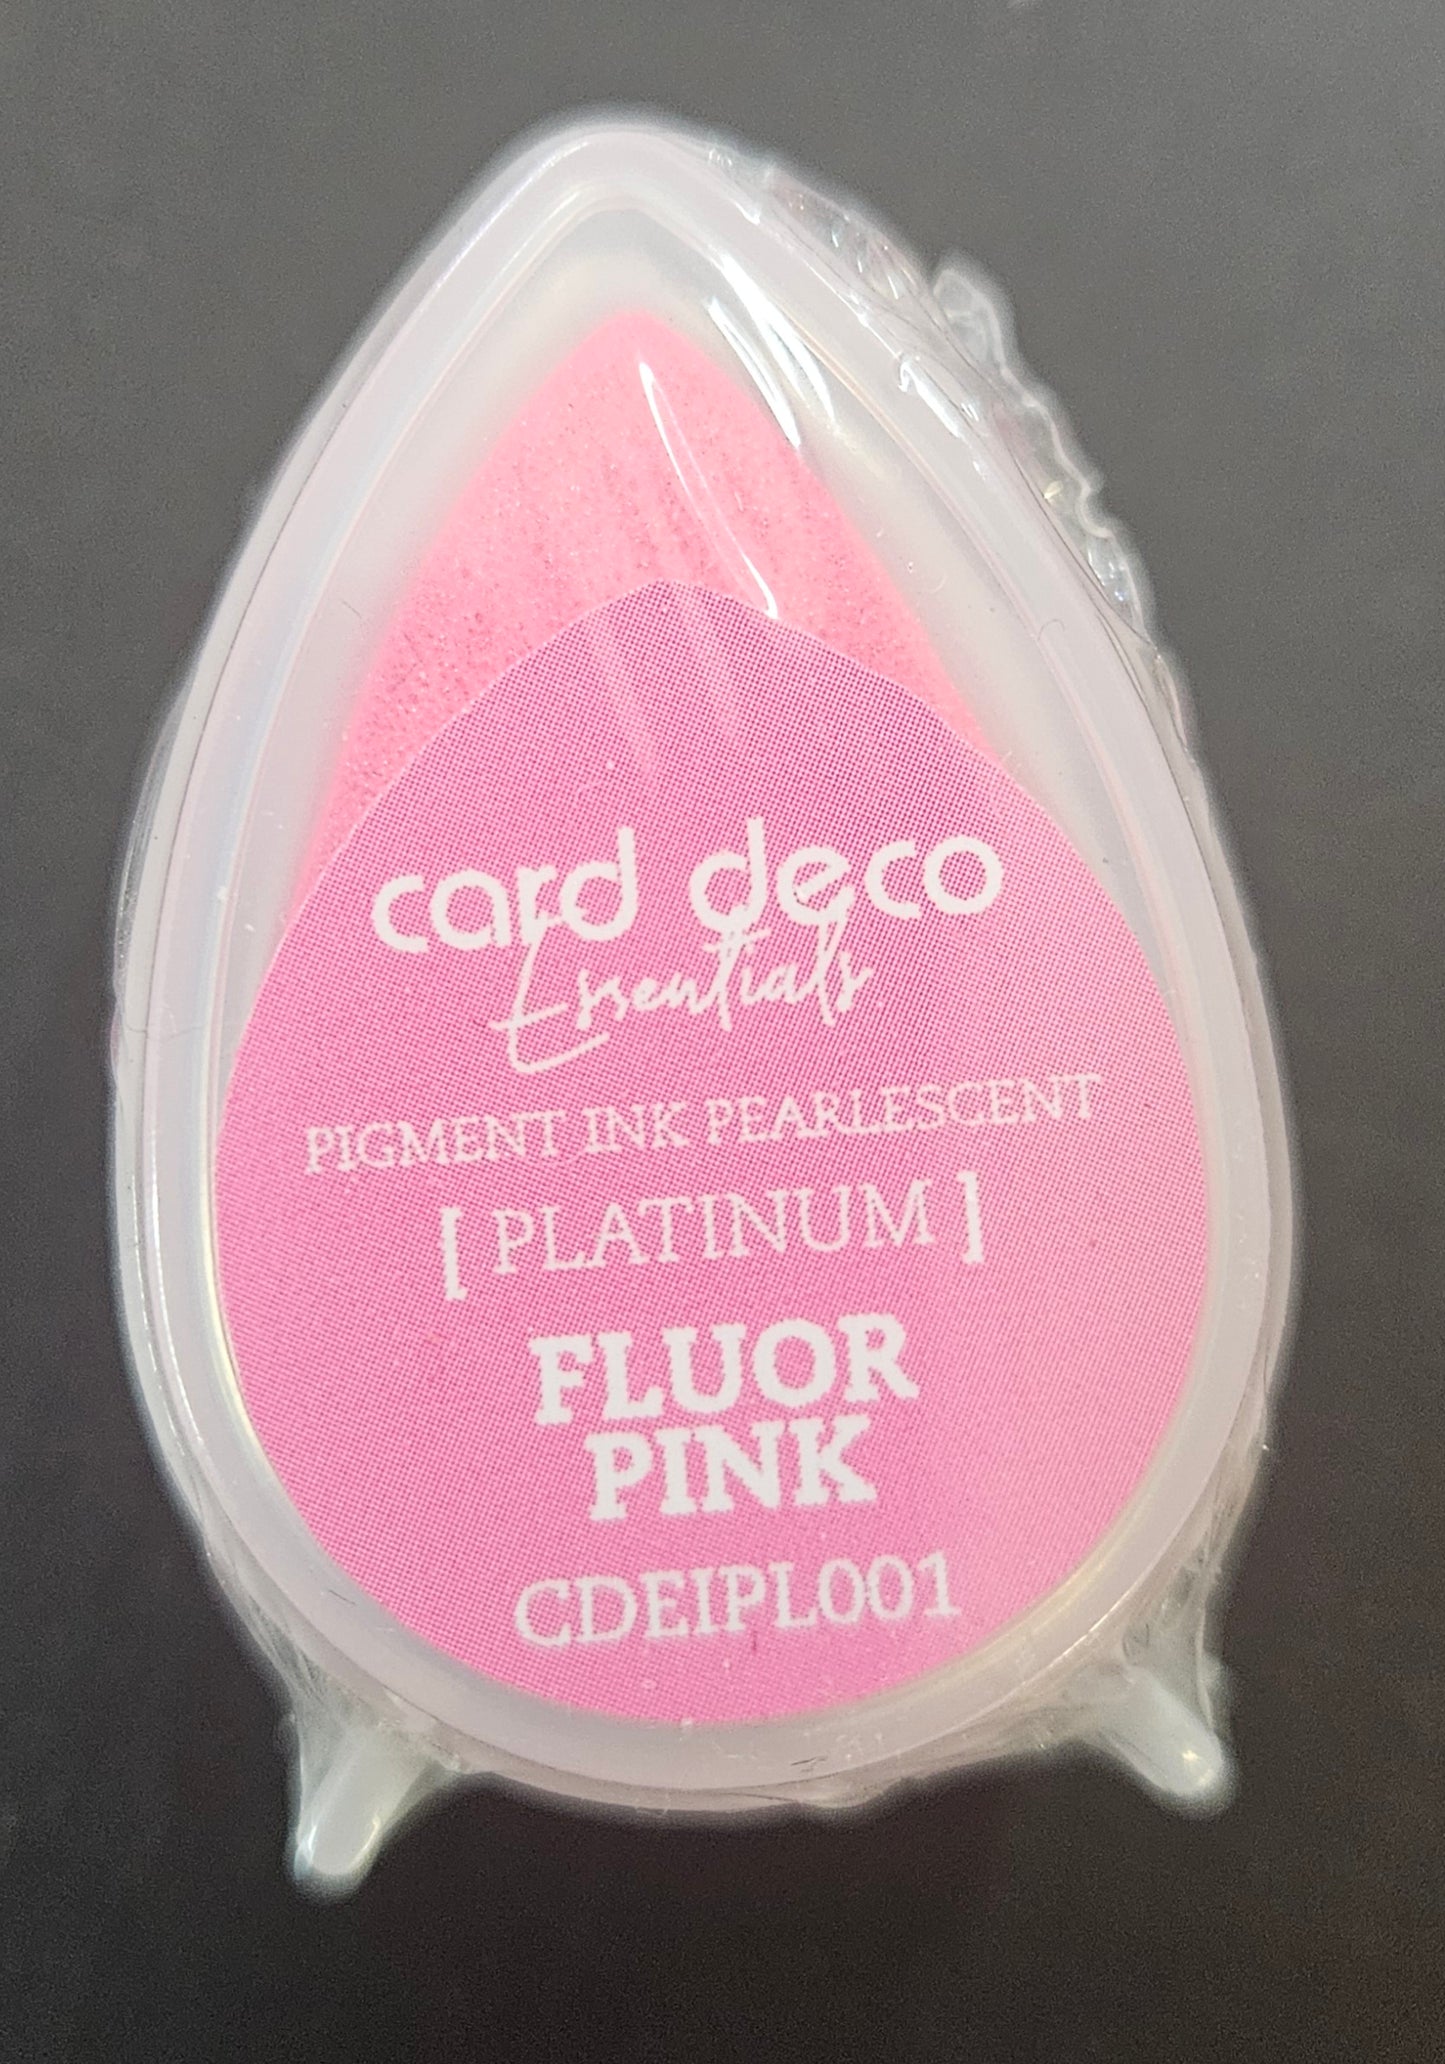 card deco
Essentials
PIGMENT INK PEARLESCENT
[ PLATINUM ]
FLUOR
PINK
CDEIPL001